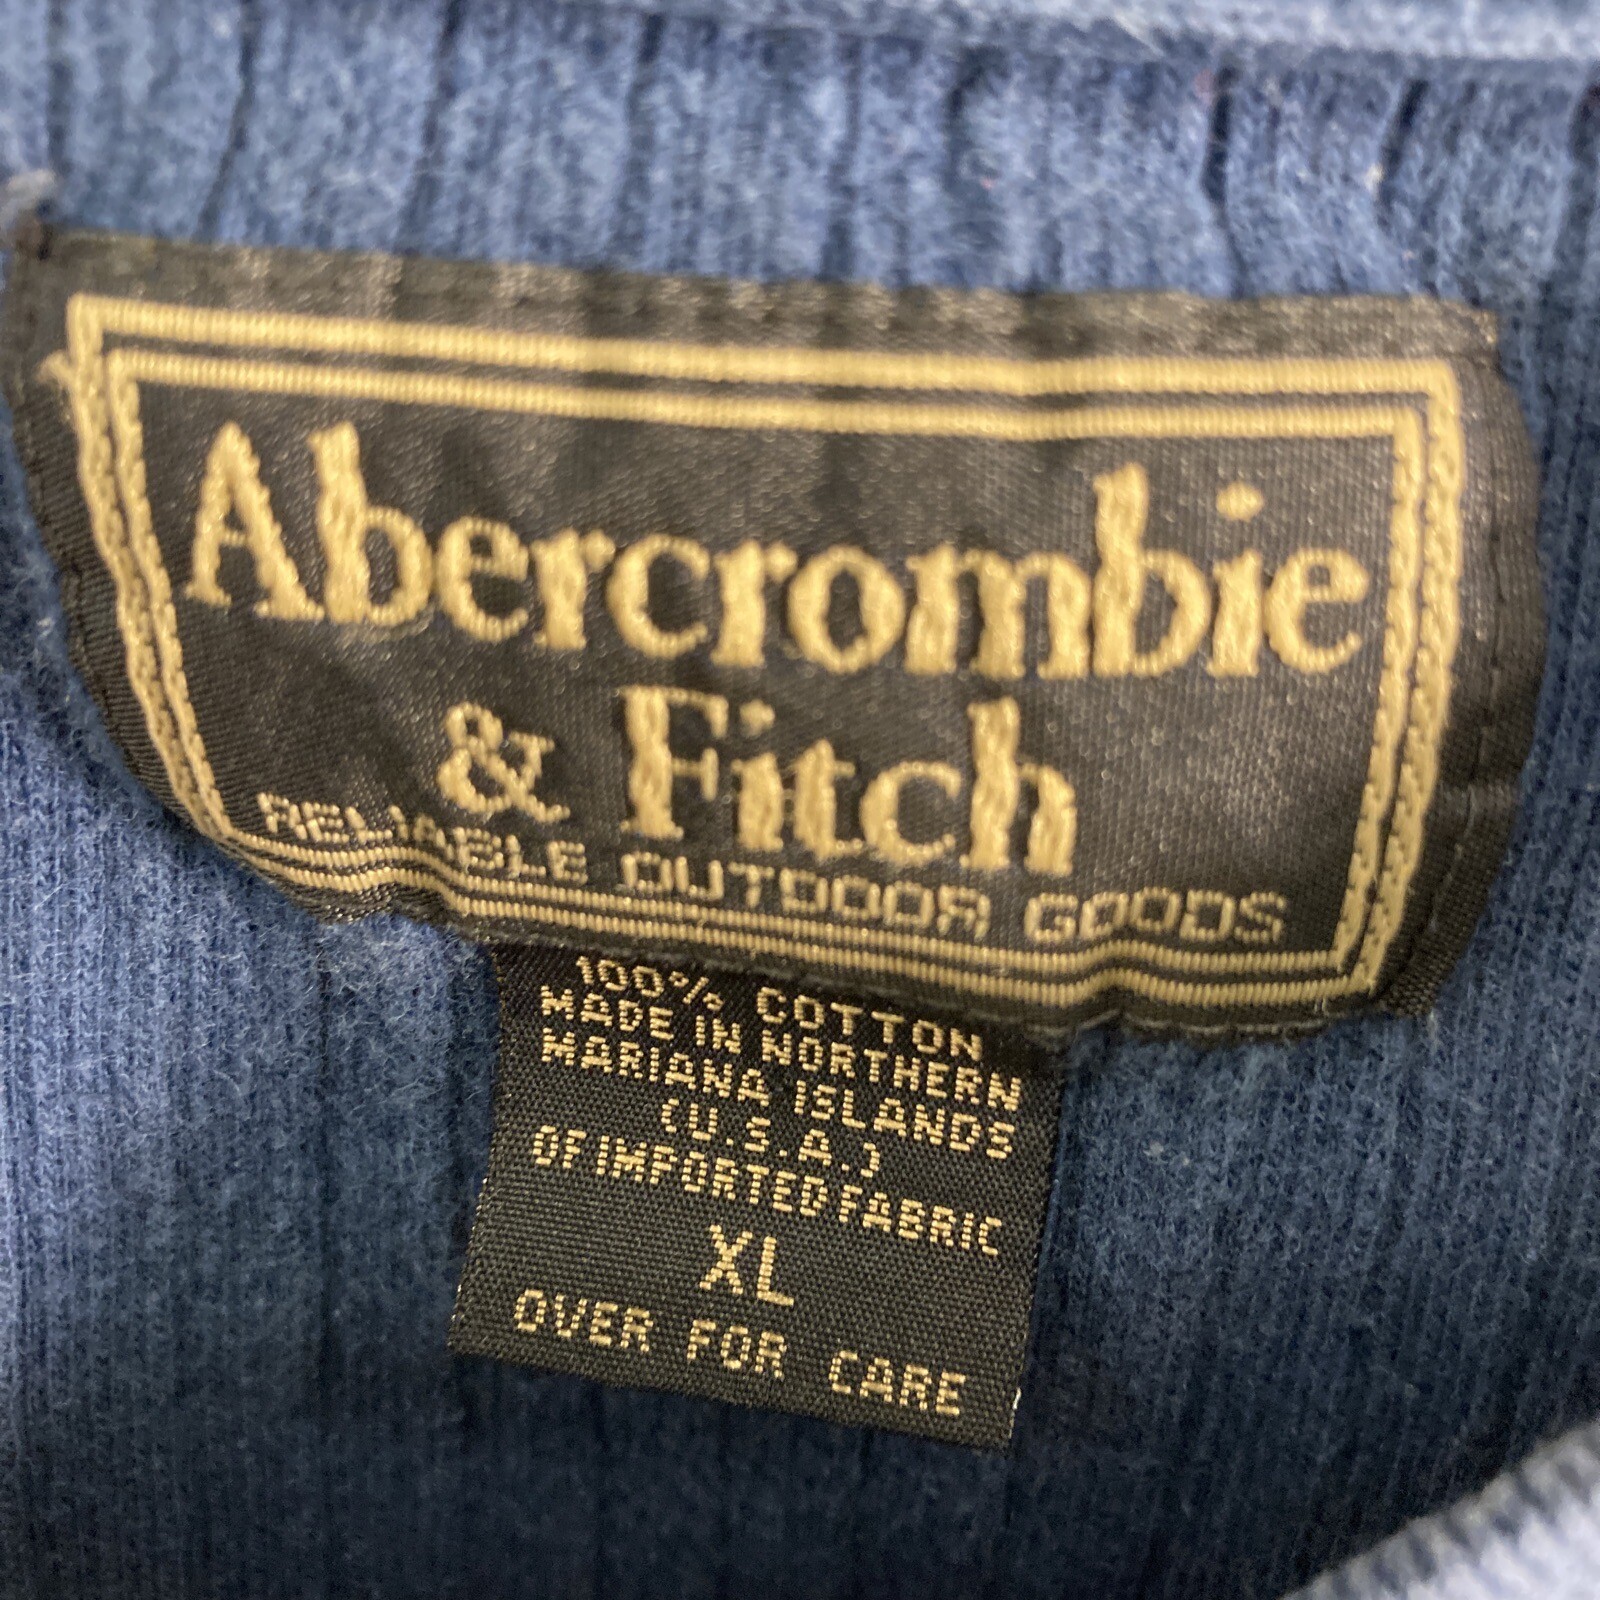 Abercrombie
& Fitch
RELIABLE OUTDOOR GOODS
100% COTTON
MADE IN NORTHERN
MARIANA ISLANDS
(U.S.A.)
OF IMPORTED FABRIC
XL
OVER FOR CARE